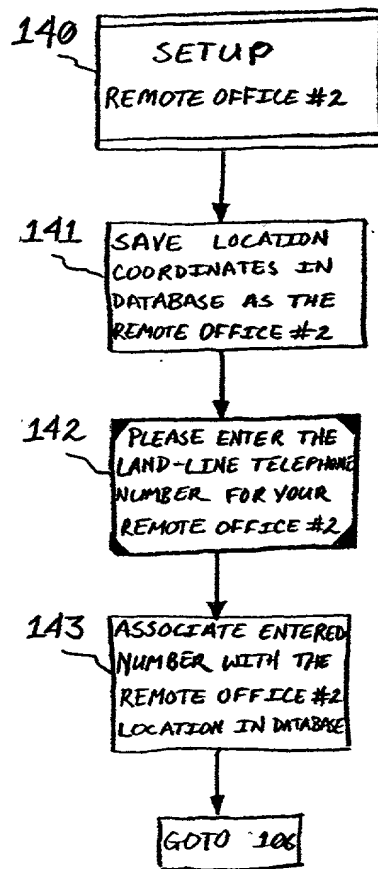 140
SETUP
REMOTE OFFICE #2
141
SAVE LOCATION
COORDINATES IN
DATABASE AS THE
REMOTE OFFICE #2
142
PLEASE ENTER THE
LAND-LINE TELEPHONE
NUMBER FOR YOUR
REMOTE OFFICE #2
143
ASSOCIATE ENTERED
NUMBER WITH THE
REMOTE OFFICE #2
LOCATION IN DATABASE
GOTO 106